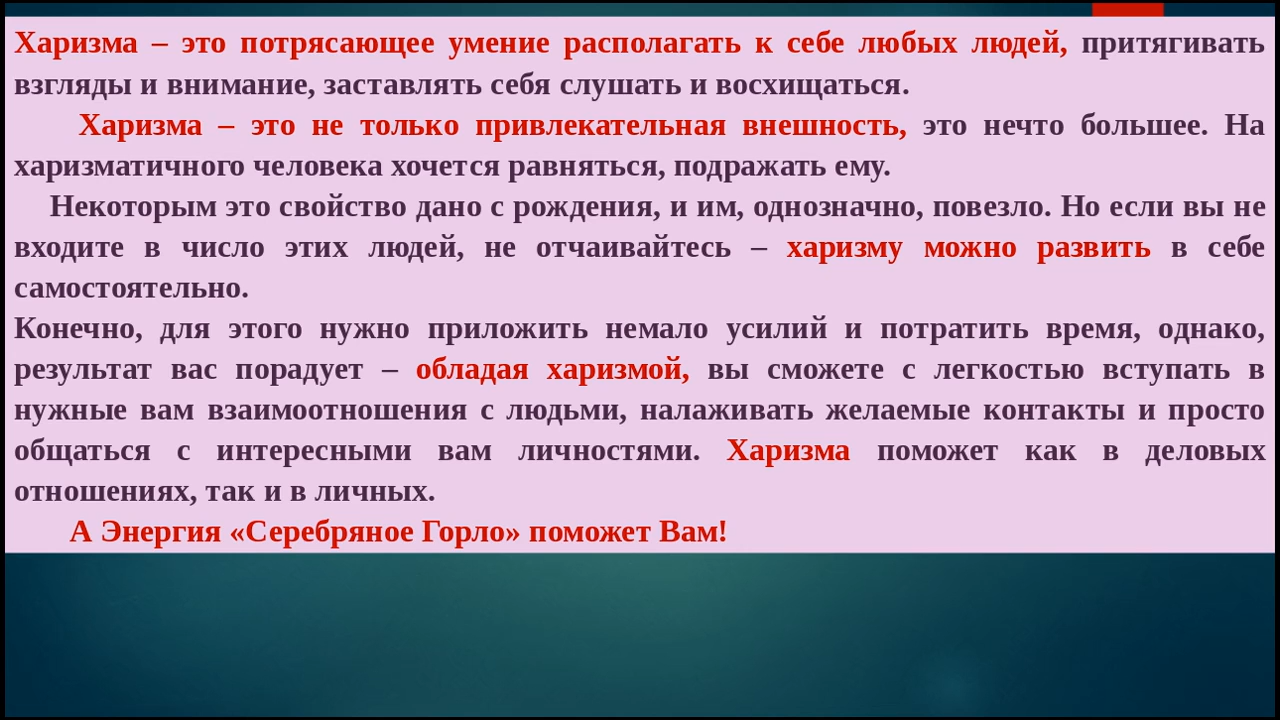 Харизма – это потрясающее умение располагать к себе любых людей, притягивать
взгляды и внимание, заставлять себя слушать и восхищаться.
Харизма – это не только привлекательная внешность, это нечто большее. На
харизматичного человека хочется равняться, подражать ему.
Некоторым это свойство дано с рождения, и им, однозначно, повезло. Но если вы не
входите в число этих людей, не отчаивайтесь – харизму можно развить в себе
самостоятельно.
Конечно, для этого нужно приложить немало усилий и потратить время, однако,
результат вас порадует – обладая харизмой, вы сможете с легкостью вступать в
нужные вам взаимоотношения с людьми, налаживать желаемые контакты и просто
общаться с интересными вам личностями. Харизма поможет как в деловых
отношениях, так и в личных.
А Энергия «Серебряное Горло» поможет Вам!